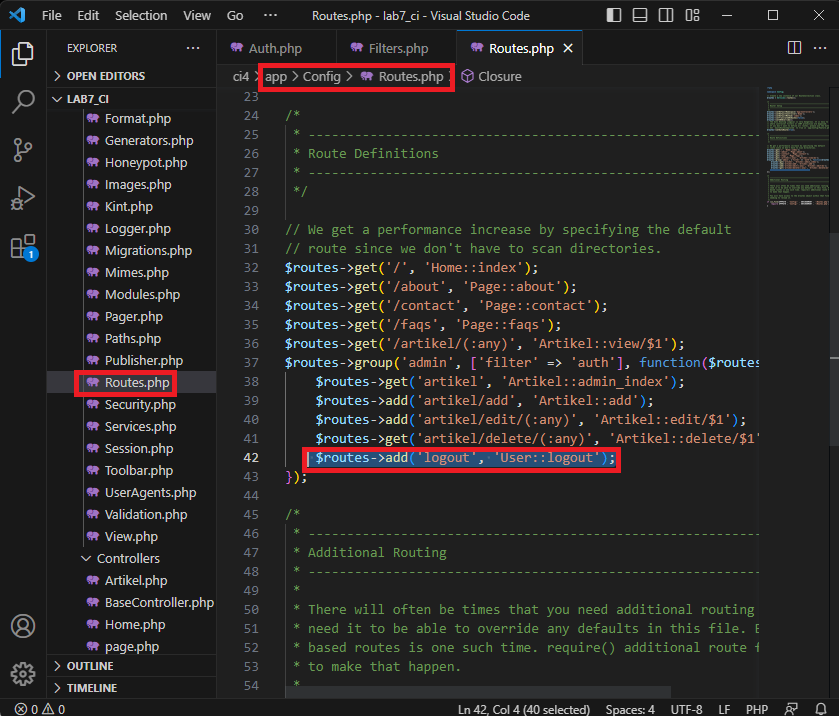 File Edit Selection View Go ··· Routes.php - lab7_ci - Visual Studio Code
EXPLORER ···
OPEN EDITORS
LAB7_CI
Format.php
Generators.php
Honeypot.php
Images.php
Kint.php
Logger.php
Migrations.php
Mimes.php
Modules.php
Pager.php
Paths.php
Publisher.php
Routes.php
Security.php
Services.php
Session.php
Toolbar.php
UserAgents.php
Validation.php
View.php
Controllers
Artikel.php
BaseController.php
Home.php
page.php
OUTLINE
TIMELINE
1
Auth.php Filters.php Routes.php
ci4 > app > Config > Routes.php > Closure
23
24 /*
25 * --------------------------------------------------------------------
26 * Route Definitions
27 * --------------------------------------------------------------------
28 */
29
30 // We get a performance increase by specifying the default
31 // route since we don't have to scan directories.
32 $routes->get('/', 'Home::index');
33 $routes->get('/about', 'Page::about');
34 $routes->get('/contact', 'Page::contact');
35 $routes->get('/faqs', 'Page::faqs');
36 $routes->get('/artikel/(:any)', 'Artikel::view/$1');
37 $routes->group('admin', ['filter' => 'auth'], function($routes
38 $routes->get('artikel', 'Artikel::admin_index');
39 $routes->add('artikel/add', 'Artikel::add');
40 $routes->add('artikel/edit/(:any)', 'Artikel::edit/$1');
41 $routes->get('artikel/delete/(:any)', 'Artikel::delete/$1'
42 $routes->add('logout', 'User::logout');
43 });
44
45 /*
46 * --------------------------------------------------------------------
47 * Additional Routing
48 * --------------------------------------------------------------------
49 *
50 * There will often be times that you need additional routing
51 * need it to be able to override any defaults in this file. E
52 * based routes is one such time. require() additional route f
53 * to make that happen.
54 *
0 0 Ln 42, Col 4 (40 selected) Spaces: 4 UTF-8 LF PHP